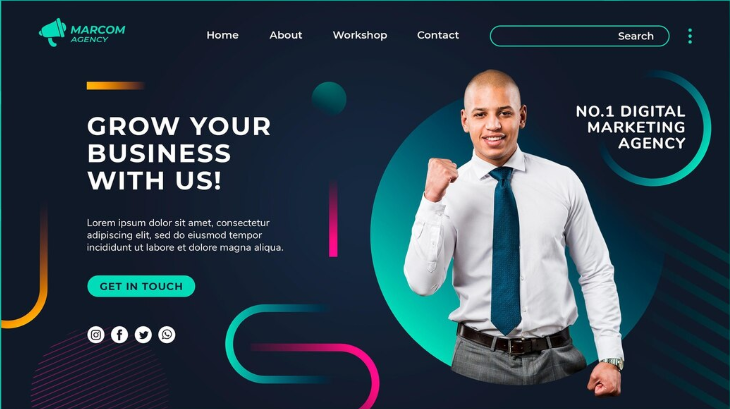 MARCOM
AGENCY
Home
About
Workshop
Contact
Search
GROW YOUR
BUSINESS
WITH US!
Lorem ipsum dolor sit amet, consectetur
adipiscing elit, sed do eiusmod tempor
incididunt ut labore et dolore magna aliqua.
GET IN TOUCH
NO.1 DIGITAL
MARKETING
AGENCY